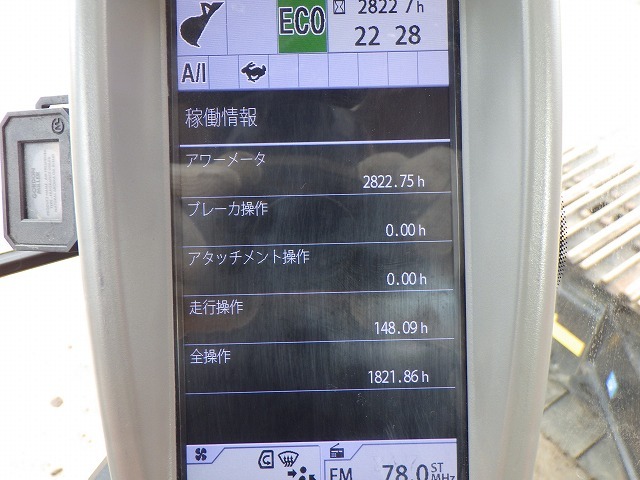 ECO
2822.7h
22 28
A/I
稼働情報
アワーメータ
2822.75 h
ブレーカ操作
0.00 h
アタッチメント操作
0.00 h
走行操作
148.09 h
全操作
1821.86 h
FM 78.0 ST MHz